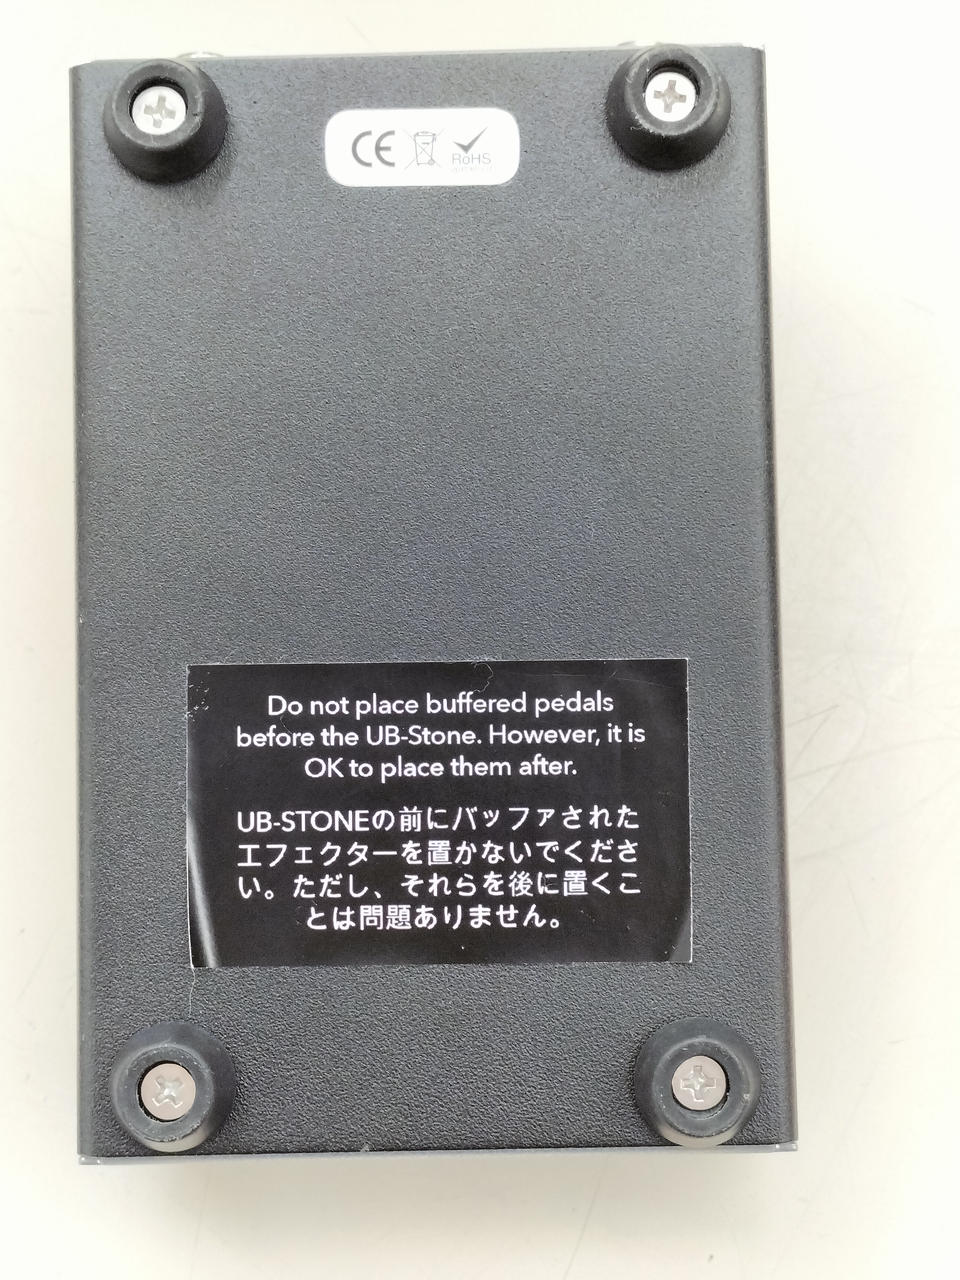 CE
RoHS
Do not place buffered pedals
before the UB-Stone. However, it is
OK to place them after.
UB-STONEの前にバッファされた
エフェクターを置かないでくださ
い。ただし、それらを後に置くこ
とは問題ありません。